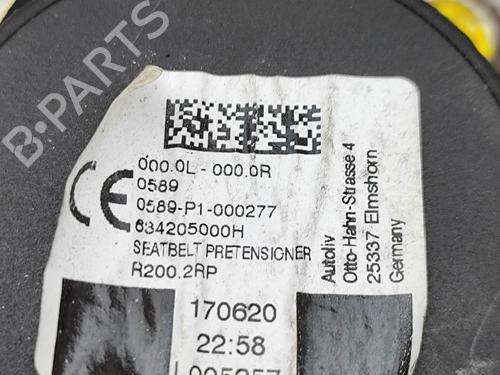 B-PARTS
000.0L - 000.0R
0589
0589-P1-000277
634205000H
SEATBELT PRETENSIGNER
R200.2RP
Autoliv
Otto-Hahn-Strasse 4
25337 Elmshorn
Germany
170620
22:58